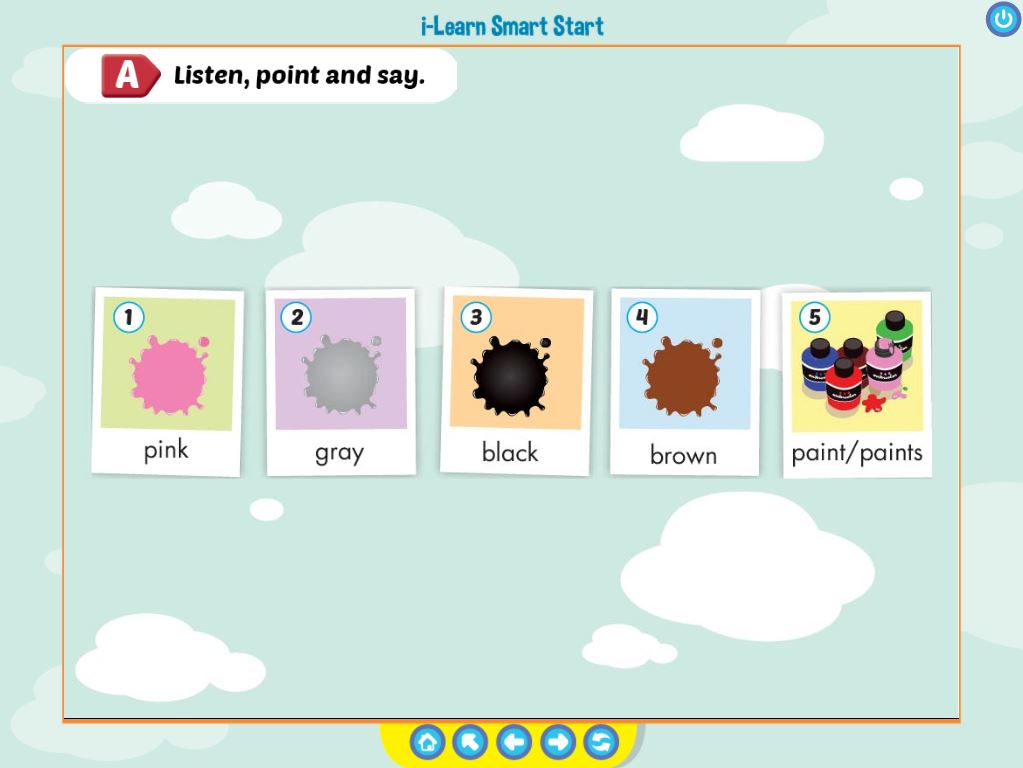 i-Learn Smart Start
A Listen, point and say.
1 2 3 4 5
pink gray black brown paint/paints